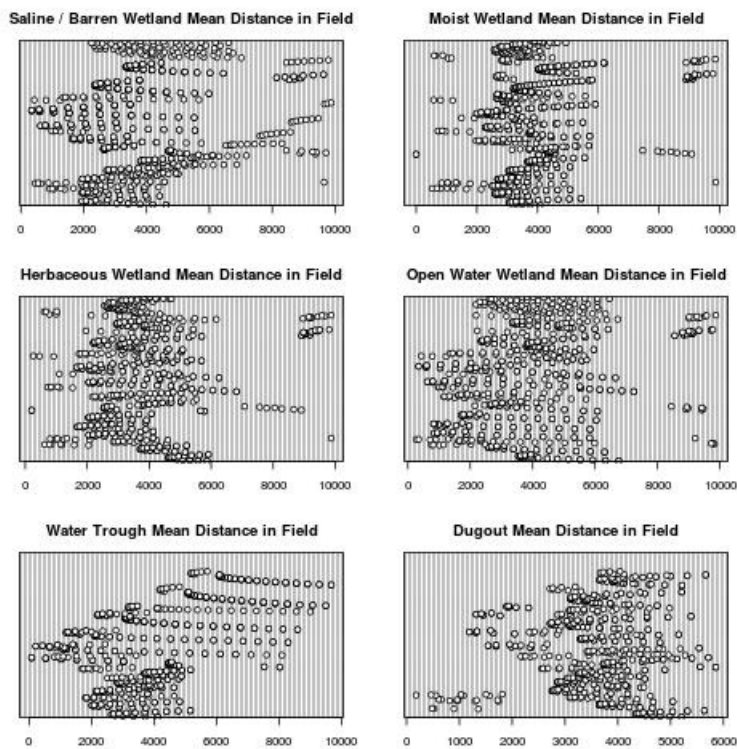 Saline / Barren Wetland Mean Distance in Field
Moist Wetland Mean Distance in Field
0 2000 4000 6000 8000 10000
0 2000 4000 6000 8000 10000
Herbaceous Wetland Mean Distance in Field
Open Water Wetland Mean Distance in Field
0 2000 4000 6000 8000 10000
0 2000 4000 6000 8000 10000
Water Trough Mean Distance in Field
Dugout Mean Distance in Field
0 2000 4000 6000 8000 10000
0 1000 2000 3000 4000 5000 6000